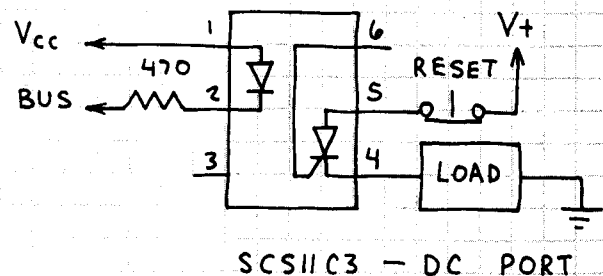 1
6
V+
Vcc
470
RESET
BUS
2
5
3
4
LOAD
SCS11C3 – DC PORT